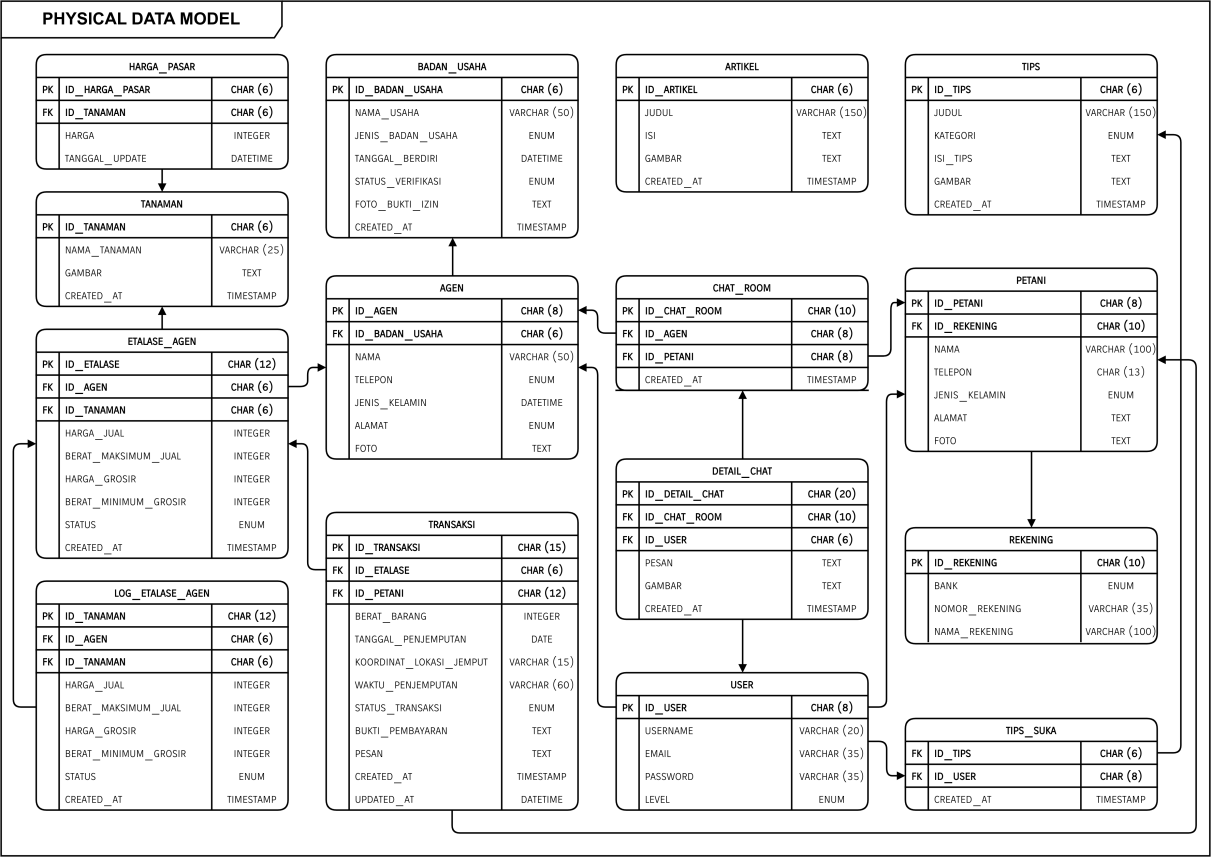 PHYSICAL DATA MODEL
HARGA_PASAR
PK ID_HARGA_PASAR CHAR (6)
FK ID_TANAMAN CHAR (6)
HARGA INTEGER
TANGGAL_UPDATE DATETIME
TANAMAN
PK ID_TANAMAN CHAR (6)
NAMA_TANAMAN VARCHAR (25)
GAMBAR TEXT
CREATED_AT TIMESTAMP
ETALASE_AGEN
PK ID_ETALASE CHAR (12)
FK ID_AGEN CHAR (6)
FK ID_TANAMAN CHAR (6)
HARGA_JUAL INTEGER
BERAT_MAKSIMUM_JUAL INTEGER
HARGA_GROSIR INTEGER
BERAT_MINIMUM_GROSIR INTEGER
STATUS ENUM
CREATED_AT TIMESTAMP
LOG_ETALASE_AGEN
PK ID_TANAMAN CHAR (12)
FK ID_AGEN CHAR (6)
FK ID_TANAMAN CHAR (6)
HARGA_JUAL INTEGER
BERAT_MAKSIMUM_JUAL INTEGER
HARGA_GROSIR INTEGER
BERAT_MINIMUM_GROSIR INTEGER
STATUS ENUM
CREATED_AT TIMESTAMP
BADAN_USAHA
PK ID_BADAN_USAHA CHAR (6)
NAMA_USAHA VARCHAR (50)
JENIS_BADAN_USAHA ENUM
TANGGAL_BERDIRI DATETIME
STATUS_VERIFIKASI ENUM
FOTO_BUKTI_IZIN TEXT
CREATED_AT TIMESTAMP
AGEN
PK ID_AGEN CHAR (8)
FK ID_BADAN_USAHA CHAR (6)
NAMA VARCHAR (50)
TELEPON ENUM
JENIS_KELAMIN DATETIME
ALAMAT ENUM
FOTO TEXT
TRANSAKSI
PK ID_TRANSAKSI CHAR (15)
FK ID_ETALASE CHAR (6)
FK ID_PETANI CHAR (12)
BERAT_BARANG INTEGER
TANGGAL_PENJEMPUTAN DATE
KOORDINAT_LOKASI_JEMPUT VARCHAR (15)
WAKTU_PENJEMPUTAN VARCHAR (60)
STATUS_TRANSAKSI ENUM
BUKTI_PEMBAYARAN TEXT
PESAN TEXT
CREATED_AT TIMESTAMP
UPDATED_AT DATETIME
ARTIKEL
PK ID_ARTIKEL CHAR (6)
JUDUL VARCHAR (150)
ISI TEXT
GAMBAR TEXT
CREATED_AT TIMESTAMP
CHAT_ROOM
PK ID_CHAT_ROOM CHAR (10)
FK ID_AGEN CHAR (8)
FK ID_PETANI CHAR (8)
CREATED_AT TIMESTAMP
DETAIL_CHAT
PK ID_DETAIL_CHAT CHAR (20)
FK ID_CHAT_ROOM CHAR (10)
FK ID_USER CHAR (6)
PESAN TEXT
GAMBAR TEXT
CREATED_AT TIMESTAMP
USER
PK ID_USER CHAR (8)
USERNAME VARCHAR (20)
EMAIL VARCHAR (35)
PASSWORD VARCHAR (35)
LEVEL ENUM
TIPS
PK ID_TIPS CHAR (6)
JUDUL VARCHAR (150)
KATEGORI ENUM
ISI_TIPS TEXT
GAMBAR TEXT
CREATED_AT TIMESTAMP
PETANI
PK ID_PETANI CHAR (8)
FK ID_REKENING CHAR (10)
NAMA VARCHAR (100)
TELEPON CHAR (13)
JENIS_KELAMIN ENUM
ALAMAT TEXT
FOTO TEXT
REKENING
PK ID_REKENING CHAR (10)
BANK ENUM
NOMOR_REKENING VARCHAR (35)
NAMA_REKENING VARCHAR (100)
TIPS_SUKA
FK ID_TIPS CHAR (6)
FK ID_USER CHAR (8)
CREATED_AT TIMESTAMP